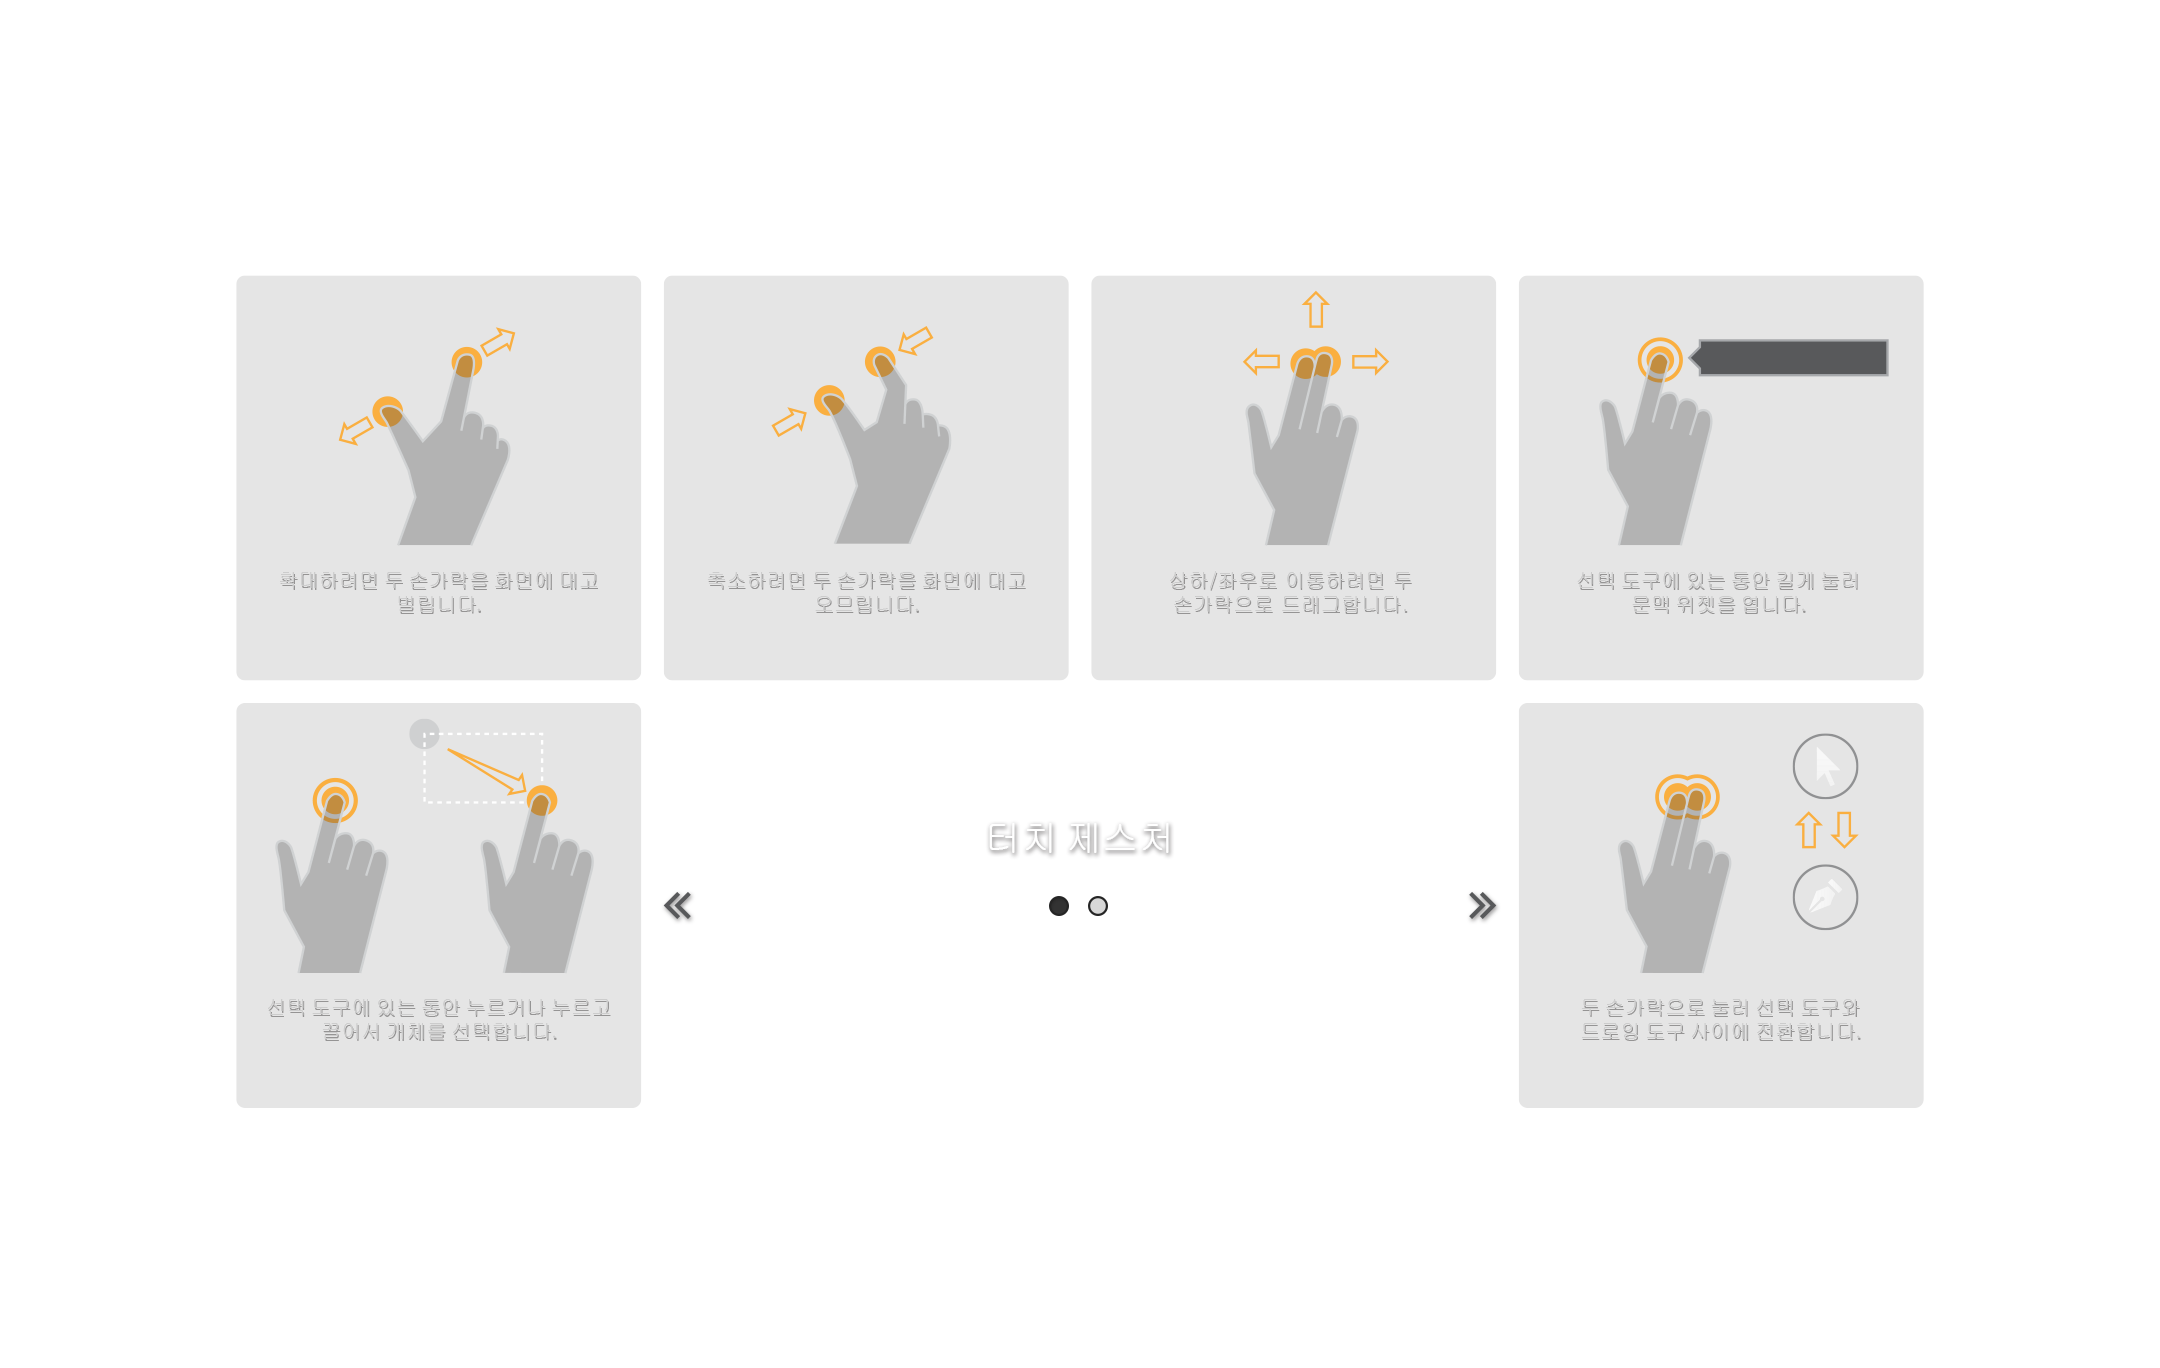 확대하려면 두 손가락을 화면에 대고
벌립니다.
축소하려면 두 손가락을 화면에 대고
오므립니다.
상하/좌우로 이동하려면 두
손가락으로 드래그합니다.
선택 도구에 있는 동안 길게 눌러
문맥 위젯을 엽니다.
선택 도구에 있는 동안 누르거나 누르고
끌어서 개체를 선택합니다.
터치 제스처
두 손가락으로 눌러 선택 도구와
드로잉 도구 사이에 전환합니다.